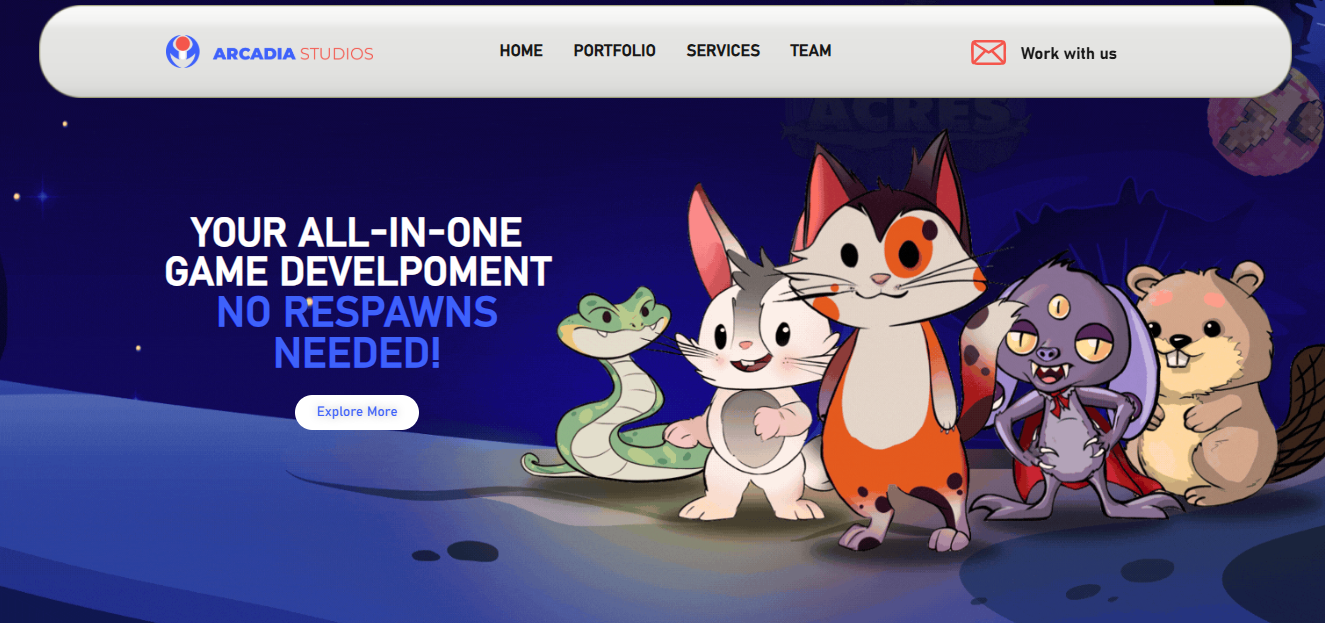 ARCADIA STUDIOS
HOME PORTFOLIO SERVICES TEAM
Work with us
ACRES
YOUR ALL-IN-ONE
GAME DEVELPOMENT
NO RESPAWNS
NEEDED!
Explore More